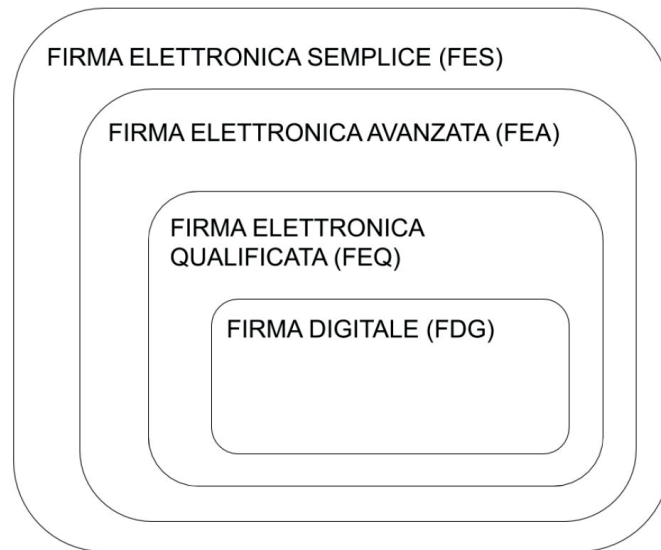 FIRMA ELETTRONICA SEMPLICE (FES)
FIRMA ELETTRONICA AVANZATA (FEA)
FIRMA ELETTRONICA
QUALIFICATA (FEQ)
FIRMA DIGITALE (FDG)